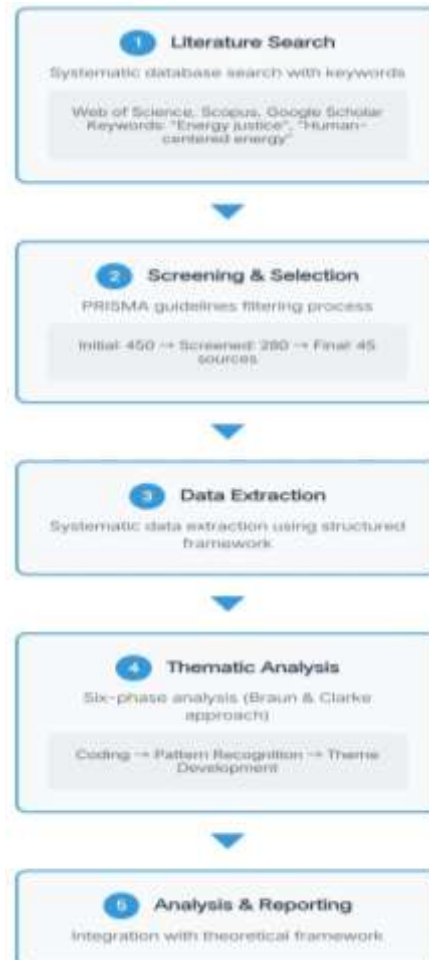 1 Literature Search
Systematic database search with keywords
Web of Science, Scopus, Google Scholar
Keywords: "Energy justice", "Human-
centered energy"
2 Screening & Selection
PRISMA guidelines filtering process
Initial: 450 → Screened: 280 → Final: 45
sources
3 Data Extraction
Systematic data extraction using structured
framework
4 Thematic Analysis
Six-phase analysis (Braun & Clarke
approach)
Coding → Pattern Recognition → Theme
Development
5 Analysis & Reporting
Integration with theoretical framework